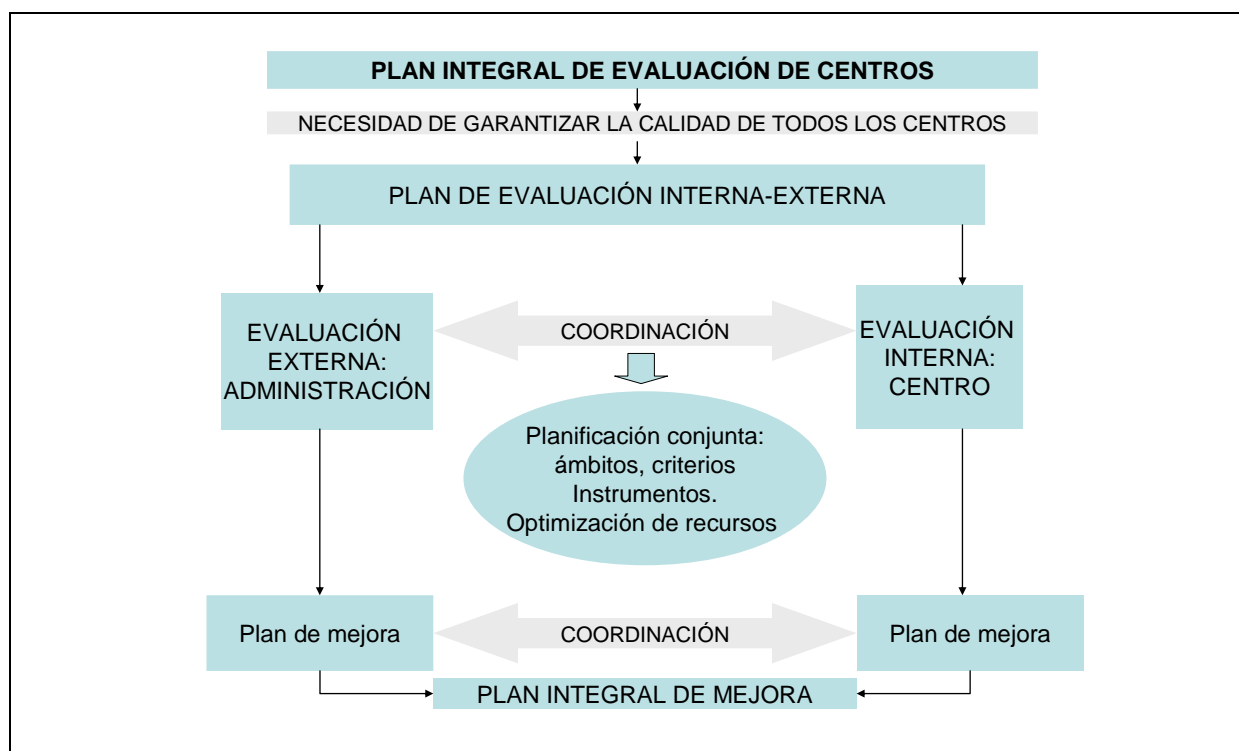 PLAN INTEGRAL DE EVALUACIÓN DE CENTROS
NECESIDAD DE GARANTIZAR LA CALIDAD DE TODOS LOS CENTROS
PLAN DE EVALUACIÓN INTERNA-EXTERNA
EVALUACIÓN
EXTERNA:
ADMINISTRACIÓN
COORDINACIÓN
EVALUACIÓN
INTERNA:
CENTRO
Planificación conjunta:
ámbitos, criterios
Instrumentos.
Optimización de recursos
Plan de mejora
COORDINACIÓN
Plan de mejora
PLAN INTEGRAL DE MEJORA